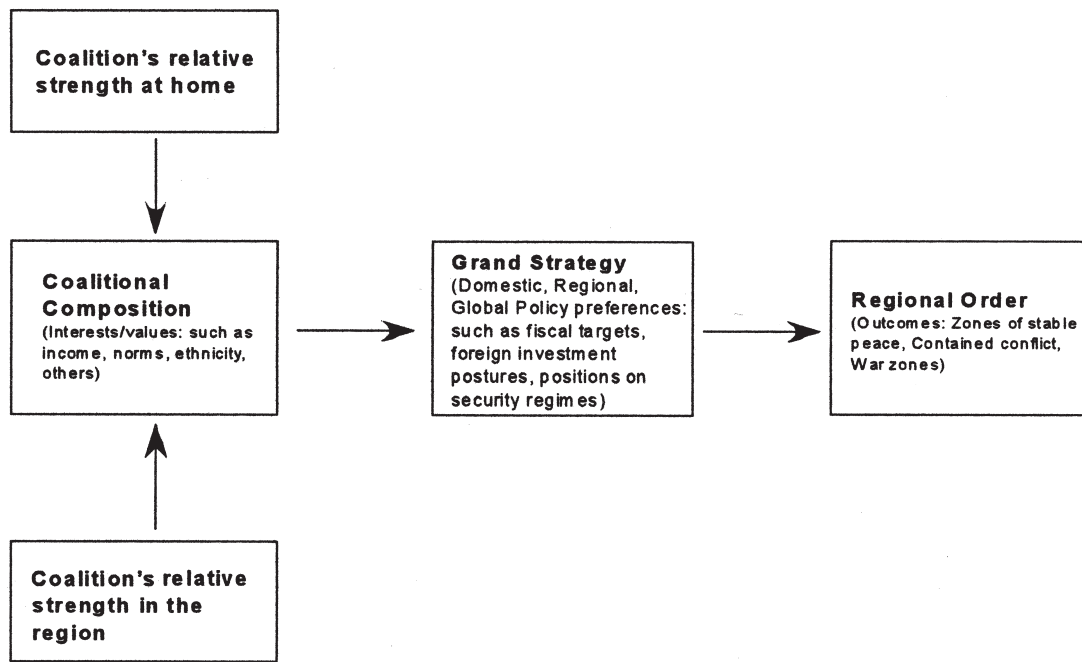 Coalition's relative
strength at home
Coalitional
Composition
(Interests/values: such as
income, norms, ethnicity,
others)
Grand Strategy
(Domestic, Regional,
Global Policy preferences:
such as fiscal targets,
foreign investment
postures, positions on
security regimes)
Regional Order
(Outcomes: Zones of stable
peace, Contained conflict,
War zones)
Coalition's relative
strength in the
region